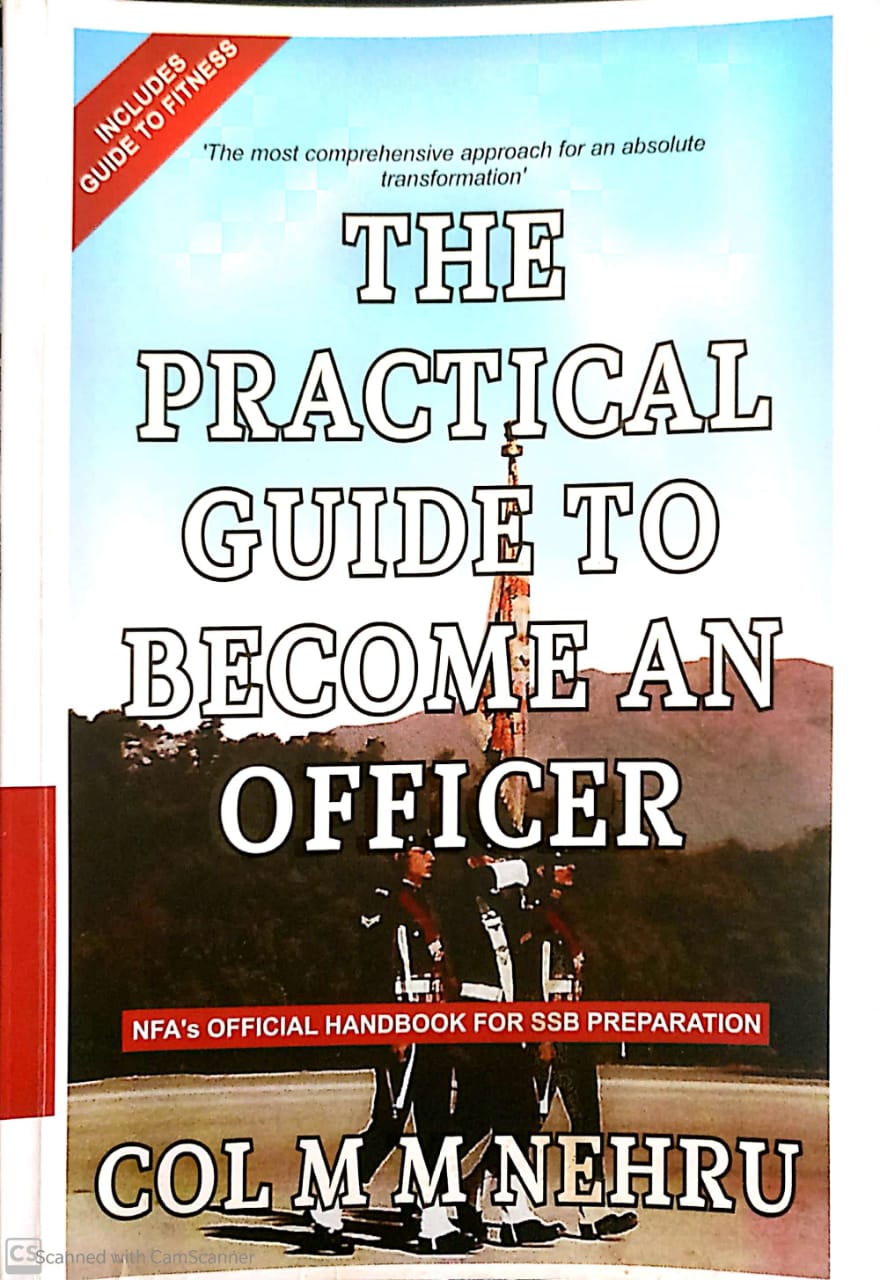 INCLUDES
GUIDE TO FITNESS
'The most comprehensive approach for an absolute
transformation'
THE
PRACTICAL
GUIDE TO
BECOME AN
OFFICER
NFA's OFFICIAL HANDBOOK FOR SSB PREPARATION
COL M M NEHRU
CS Scanned with CamScanner